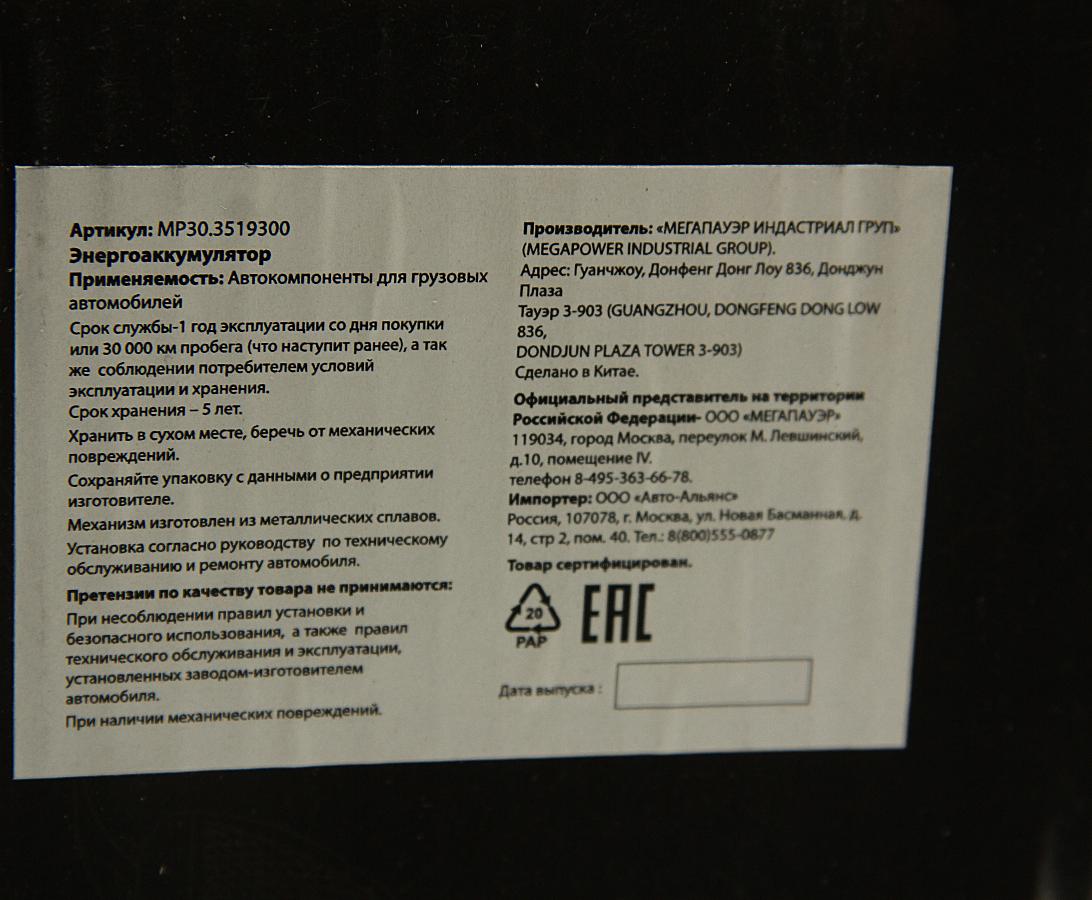 Артикул: МР30.3519300
Энергоаккумулятор
Применяемость: Автокомпоненты для грузовых
автомобилей
Срок службы-1 год эксплуатации со дня покупки
или 30 000 км пробега (что наступит ранее), а так
же соблюдении потребителем условий
эксплуатации и хранения.
Срок хранения – 5 лет.
Хранить в сухом месте, беречь от механических
повреждений.
Сохраняйте упаковку с данными о предприятии
изготовителе.
Механизм изготовлен из металлических сплавов.
Установка согласно руководству по техническому
обслуживанию и ремонту автомобиля.
Претензии по качеству товара не принимаются:
При несоблюдении правил установки и
безопасного использования, а также правил
технического обслуживания и эксплуатации,
установленных заводом-изготовителем
автомобиля.
При наличии механических повреждений.
Производитель: «МЕГАПАУЭР ИНДАСТРИАЛ ГРУП»
(MEGAPOWER INDUSTRIAL GROUP).
Адрес: Гуанчжоу, Донфенг Донг Лоу 836, Донджун
Плаза
Тауэр 3-903 (GUANGZHOU, DONGFENG DONG LOW
836,
DONDJUN PLAZA TOWER 3-903)
Сделано в Китае.
Официальный представитель на территории
Российской Федерации- ООО «МЕГАПАУЭР»
119034, город Москва, переулок М. Левшинский,
д.10, помещение IV.
телефон 8-495-363-66-78.
Импортер: ООО «Авто-Альянс»
Россия, 107078, г. Москва, ул. Новая Басманная, д.
14, стр 2, пом. 40. Тел.: 8(800)555-0877
Товар сертифицирован.
20
PAP
EAC
Дата выпуска :